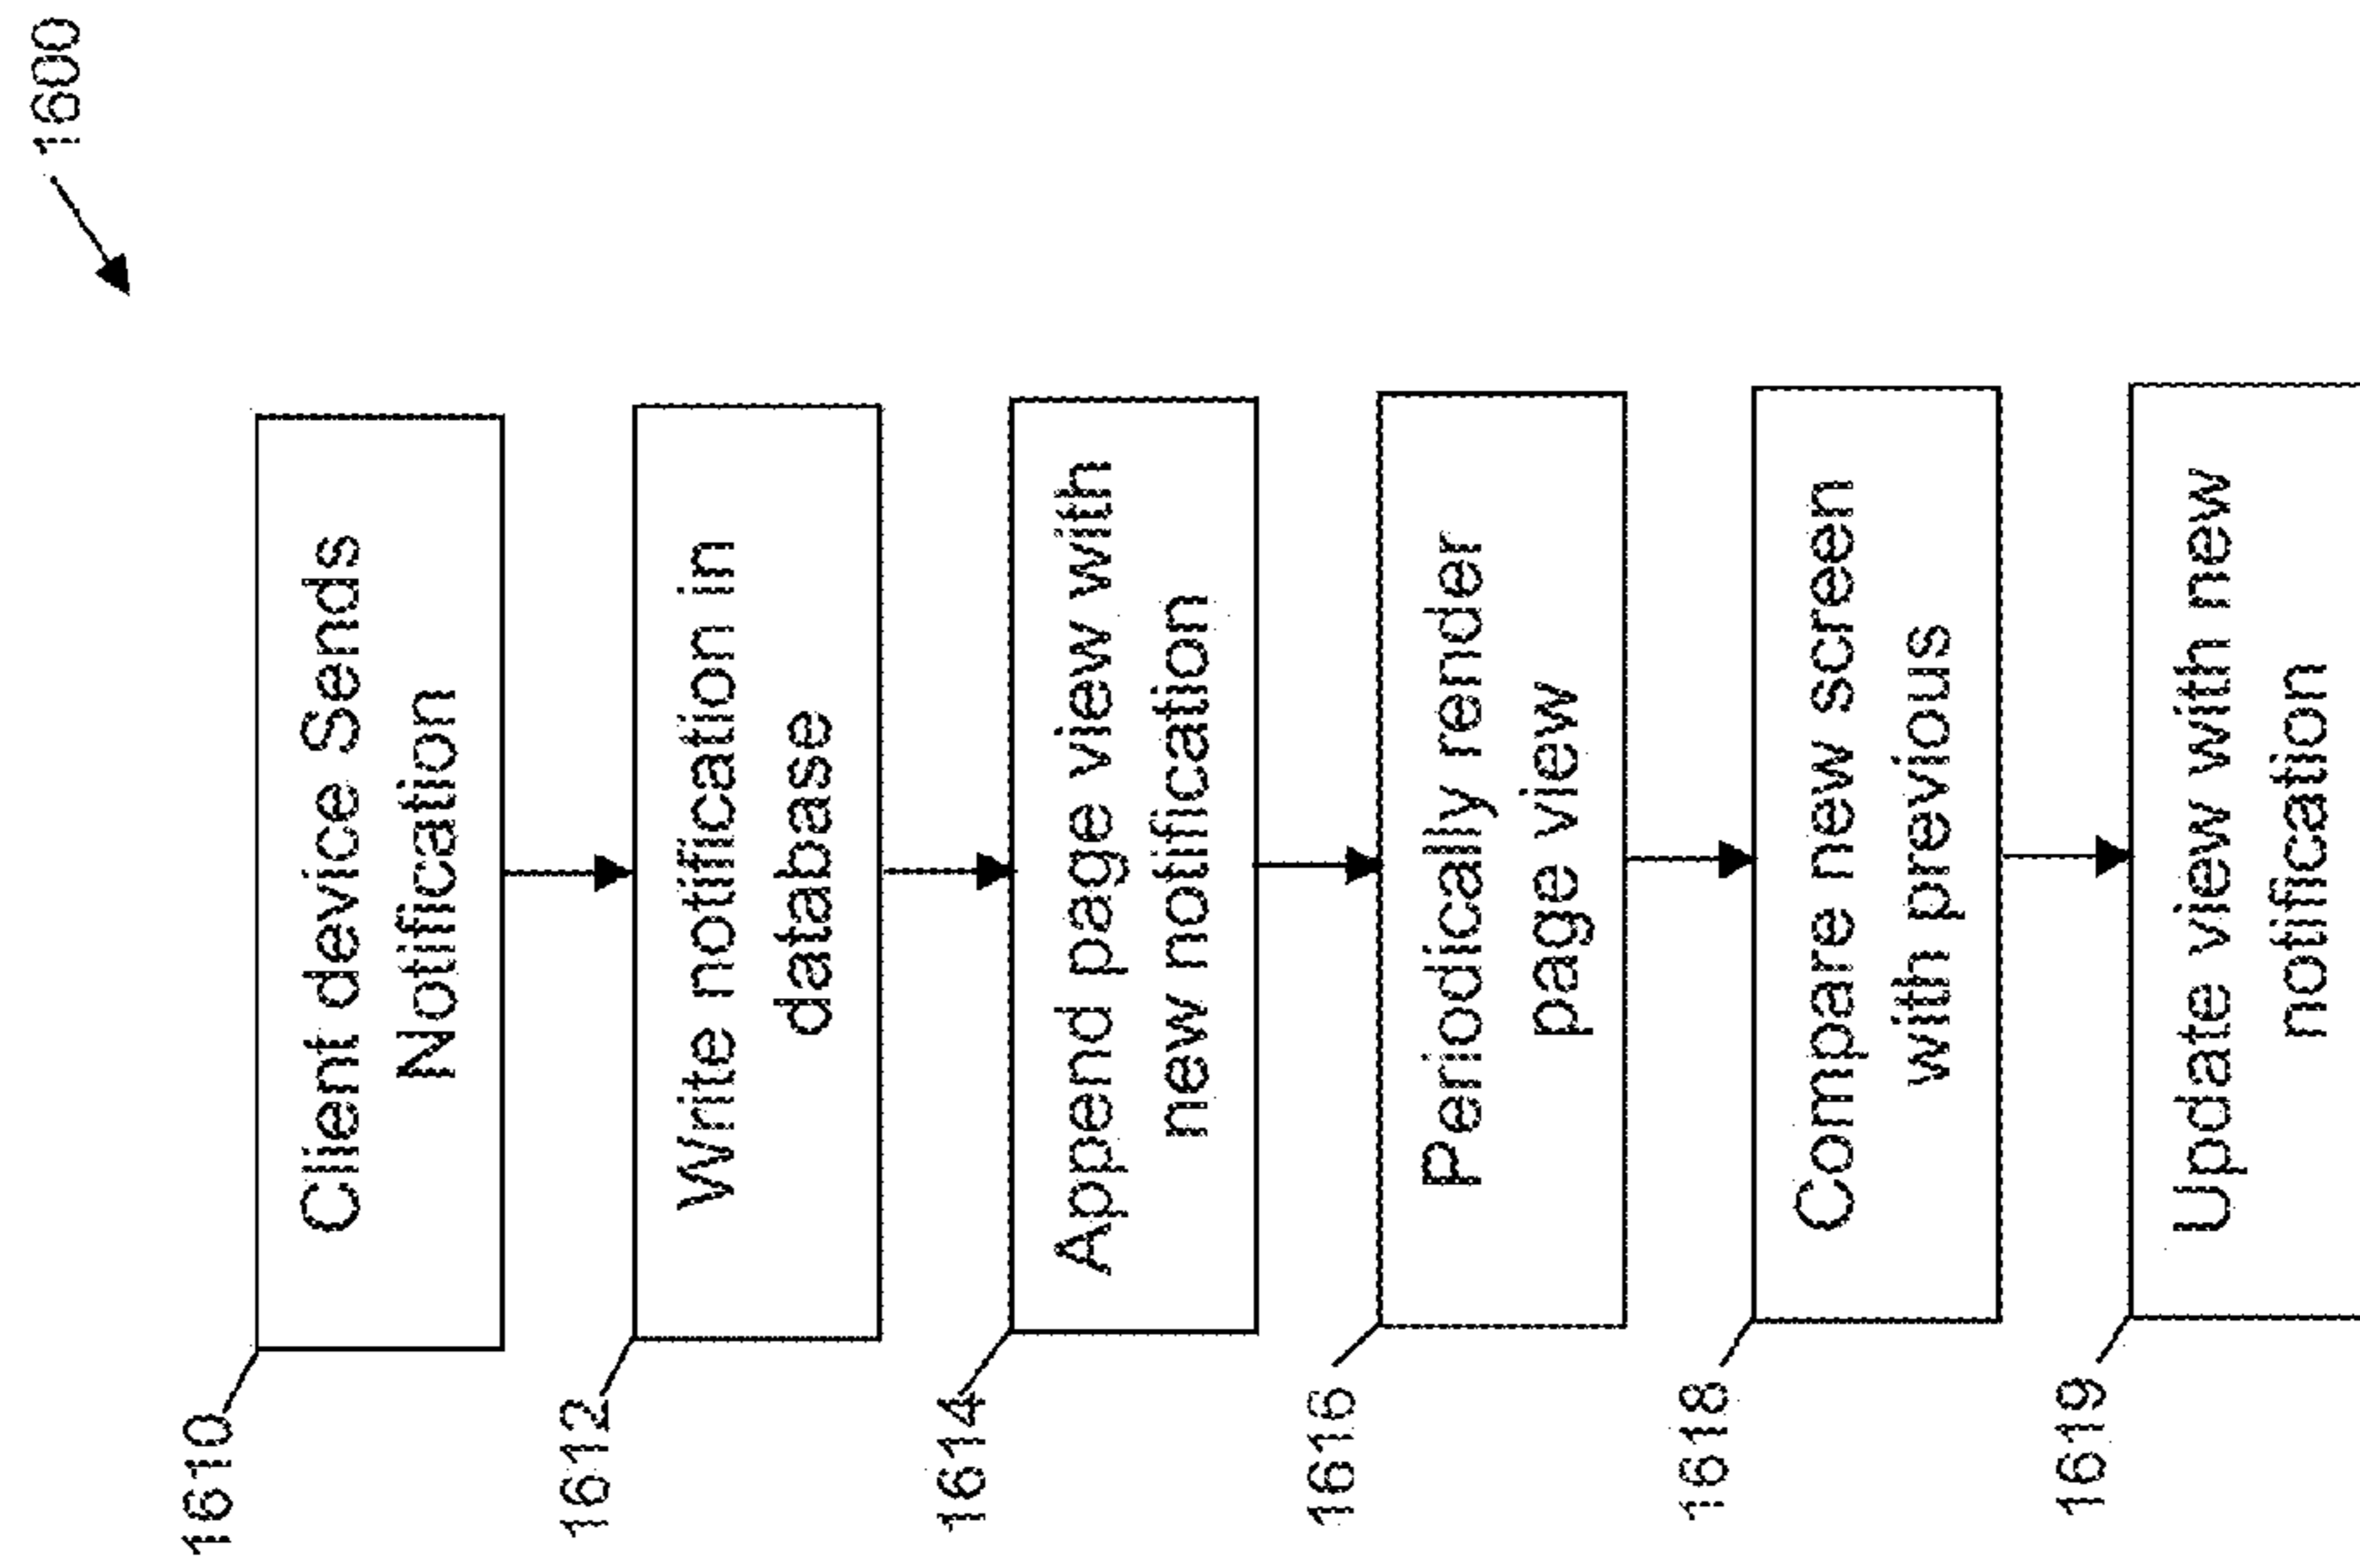 1600
1610
Client device Sends
Notification
1612
Write notification in
database
1614
Append page view with
new notification
1616
Periodically render
page view
1618
Compare new screen
with previous
1619
Update view with new
notification